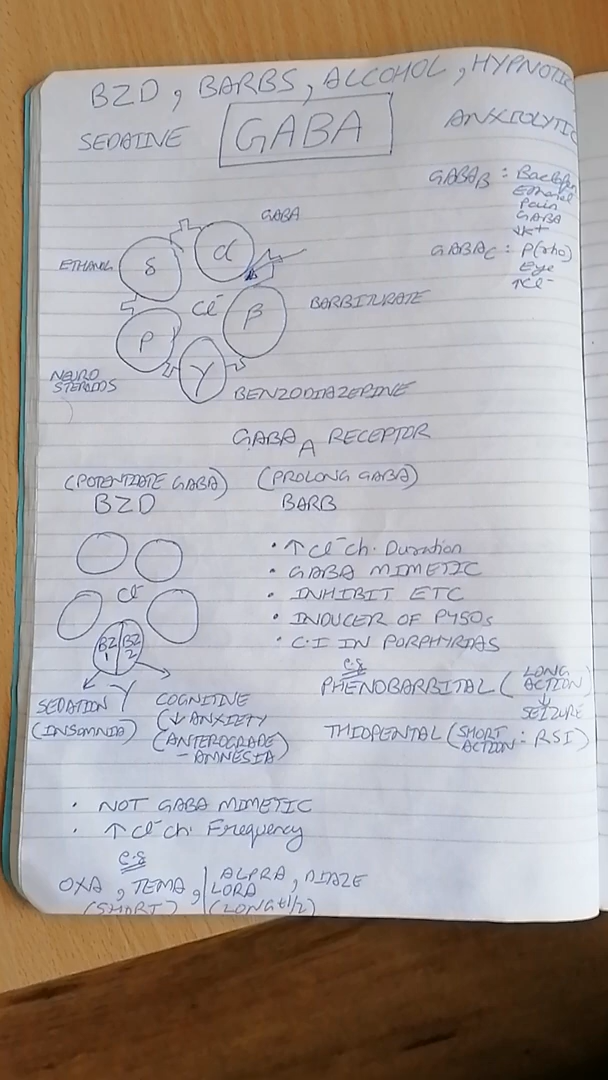 BZD, BARBS, ALCOHOL, HYPNOTIC
SEDATIVE
GABA
ANXIOLYTIC
GABA_B : Baclofen
Ethanol
Pain
GABA
↓K+
GABA_C : ρ(rho)
Eye
↑Cl-
GABA
ETHANOL
δ
α
Cl-
β
BARBITURATE
ρ
γ
NEURO
STEROIDS
BENZODIAZEPINE
GABA_A RECEPTOR
(POTENTIATE GABA)
BZD
(PROLONG GABA)
BARB
Cl-
BZ1 BZ2
γ
SEDATION
(INSOMNIA)
COGNITIVE
(↓ ANXIETY
(ANTEROGRADE
-AMNESIA)
• ↑ Cl- ch. Duration
• GABA MIMETIC
• INHIBIT ETC
• INDUCER OF P450s
• C.I IN PORPHYRIAS
e.g
PHENOBARBITAL (LONG ACTION)
↓
SEIZURE
THIOPENTAL (SHORT ACTION : RSI)
• NOT GABA MIMETIC
• ↑ Cl- ch. Frequency
e.g
OXA, TEMA, | ALPRA, DIAZE
LORA
(SHORT) (LONG t1/2)